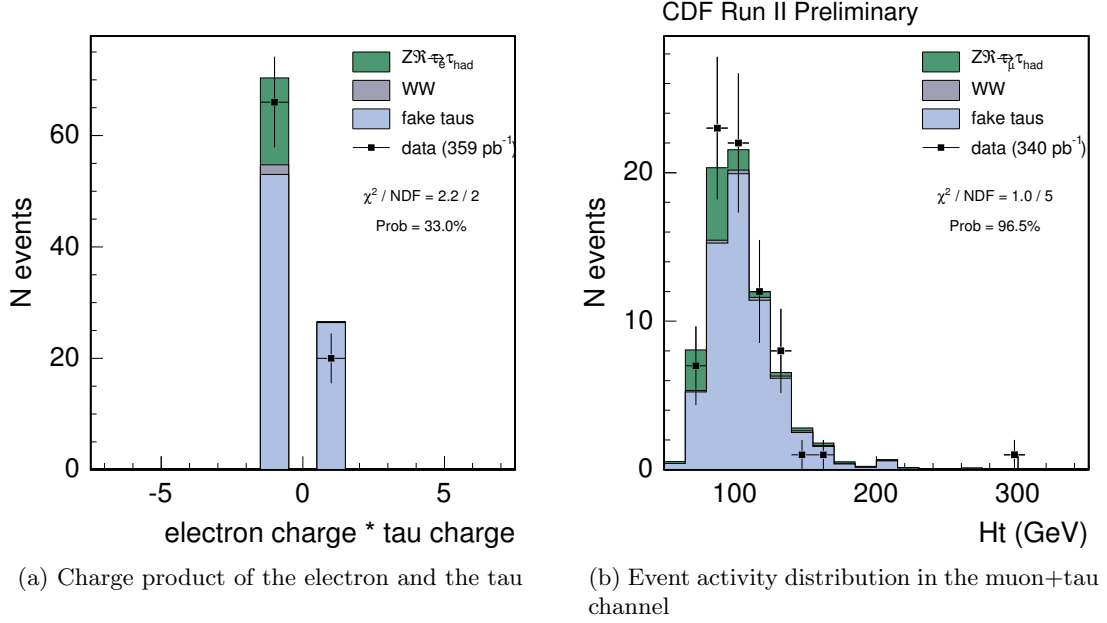 CDF Run II Preliminary
N events
60
40
20
0
-5
0
5
electron charge * tau charge
WW
fake taus
data (359 pb⁻¹)
χ² / NDF = 2.2 / 2
Prob = 33.0%
(a) Charge product of the electron and the tau
N events
20
10
0
100
200
300
Ht (GeV)
WW
fake taus
data (340 pb⁻¹)
χ² / NDF = 1.0 / 5
Prob = 96.5%
(b) Event activity distribution in the muon+tau
channel